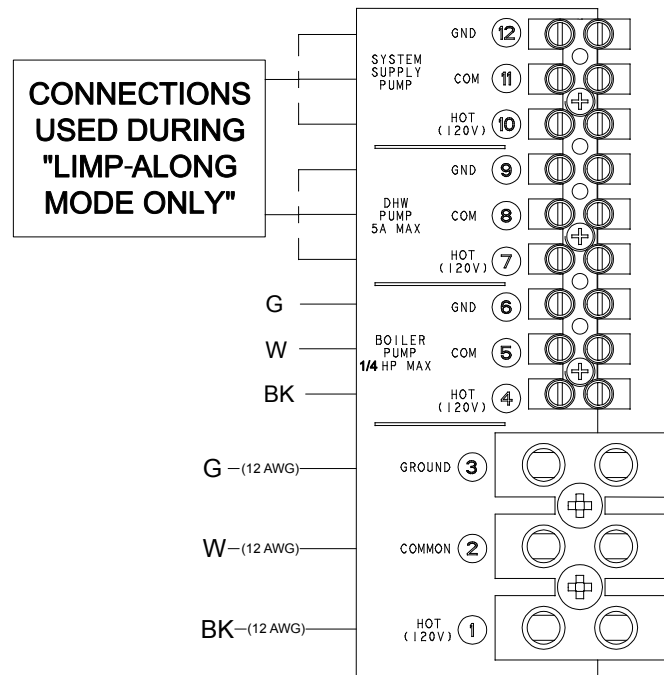 CONNECTIONS
USED DURING
"LIMP-ALONG
MODE ONLY"
SYSTEM
SUPPLY
PUMP
GND 12
COM 11
HOT
(120V) 10
DHW
PUMP
5A MAX
GND 9
COM 8
HOT
(120V) 7
G
W
BK
BOILER
PUMP
1/4 HP MAX
GND 6
COM 5
HOT
(120V) 4
G (12 AWG)
GROUND 3
W (12 AWG)
COMMON 2
BK (12 AWG)
HOT
(120V) 1